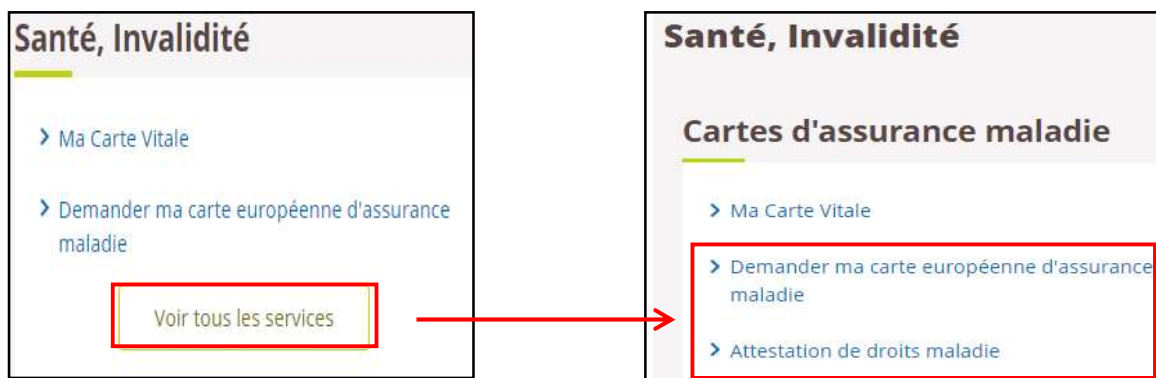 Santé, Invalidité
Ma Carte Vitale
Demander ma carte européenne d'assurance
maladie
Voir tous les services
Santé, Invalidité
Cartes d'assurance maladie
Ma Carte Vitale
Demander ma carte européenne d'assurance
maladie
Attestation de droits maladie